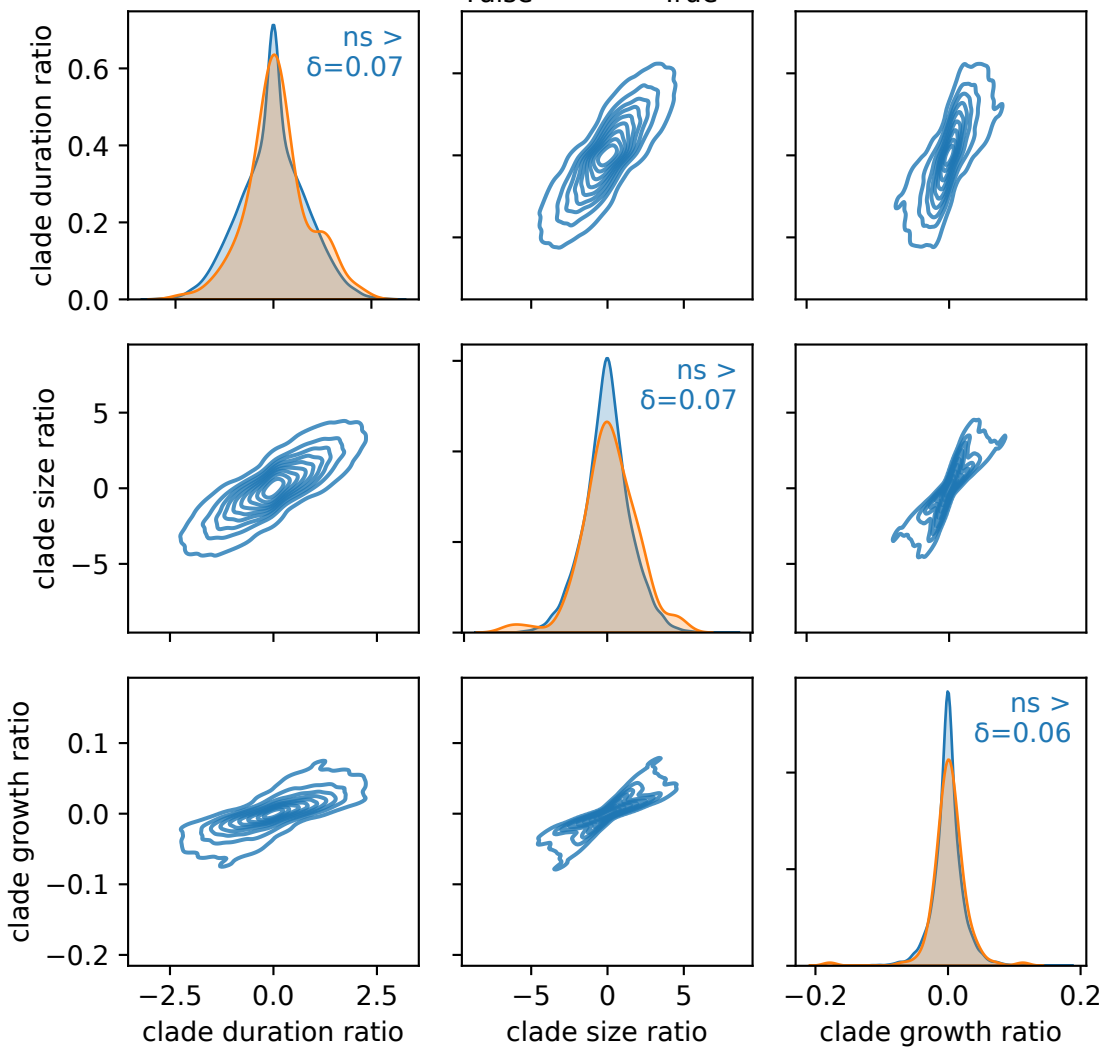 clade duration ratio
0.6
0.4
0.2
0.0
ns >
δ=0.07
clade size ratio
5
0
−5
ns >
δ=0.07
clade growth ratio
0.1
0.0
−0.1
−0.2
ns >
δ=0.06
−2.5 0.0 2.5
−5 0 5
−0.2 0.0 0.2
clade duration ratio
clade size ratio
clade growth ratio